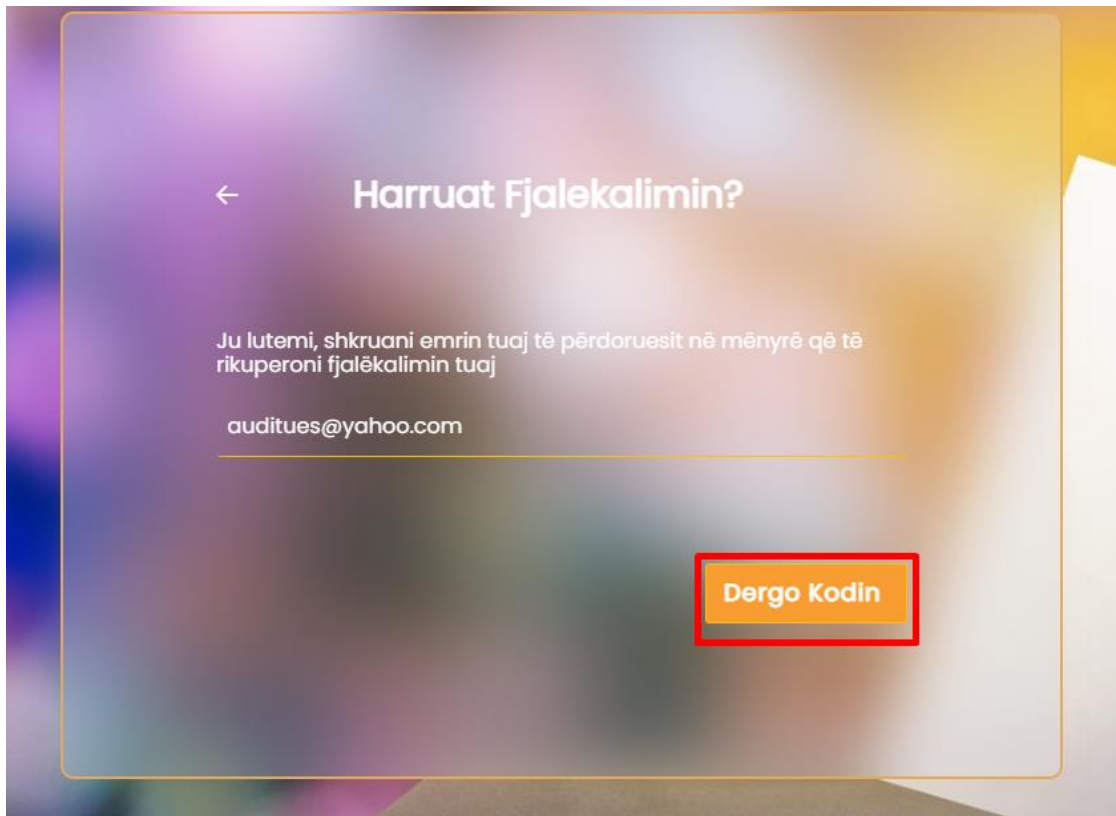 Harruat Fjalekalimin?
Ju lutemi, shkruani emrin tuaj të përdoruesit në mënyrë që të
rikuperoni fjalëkalimin tuaj
auditues@yahoo.com
Dergo Kodin